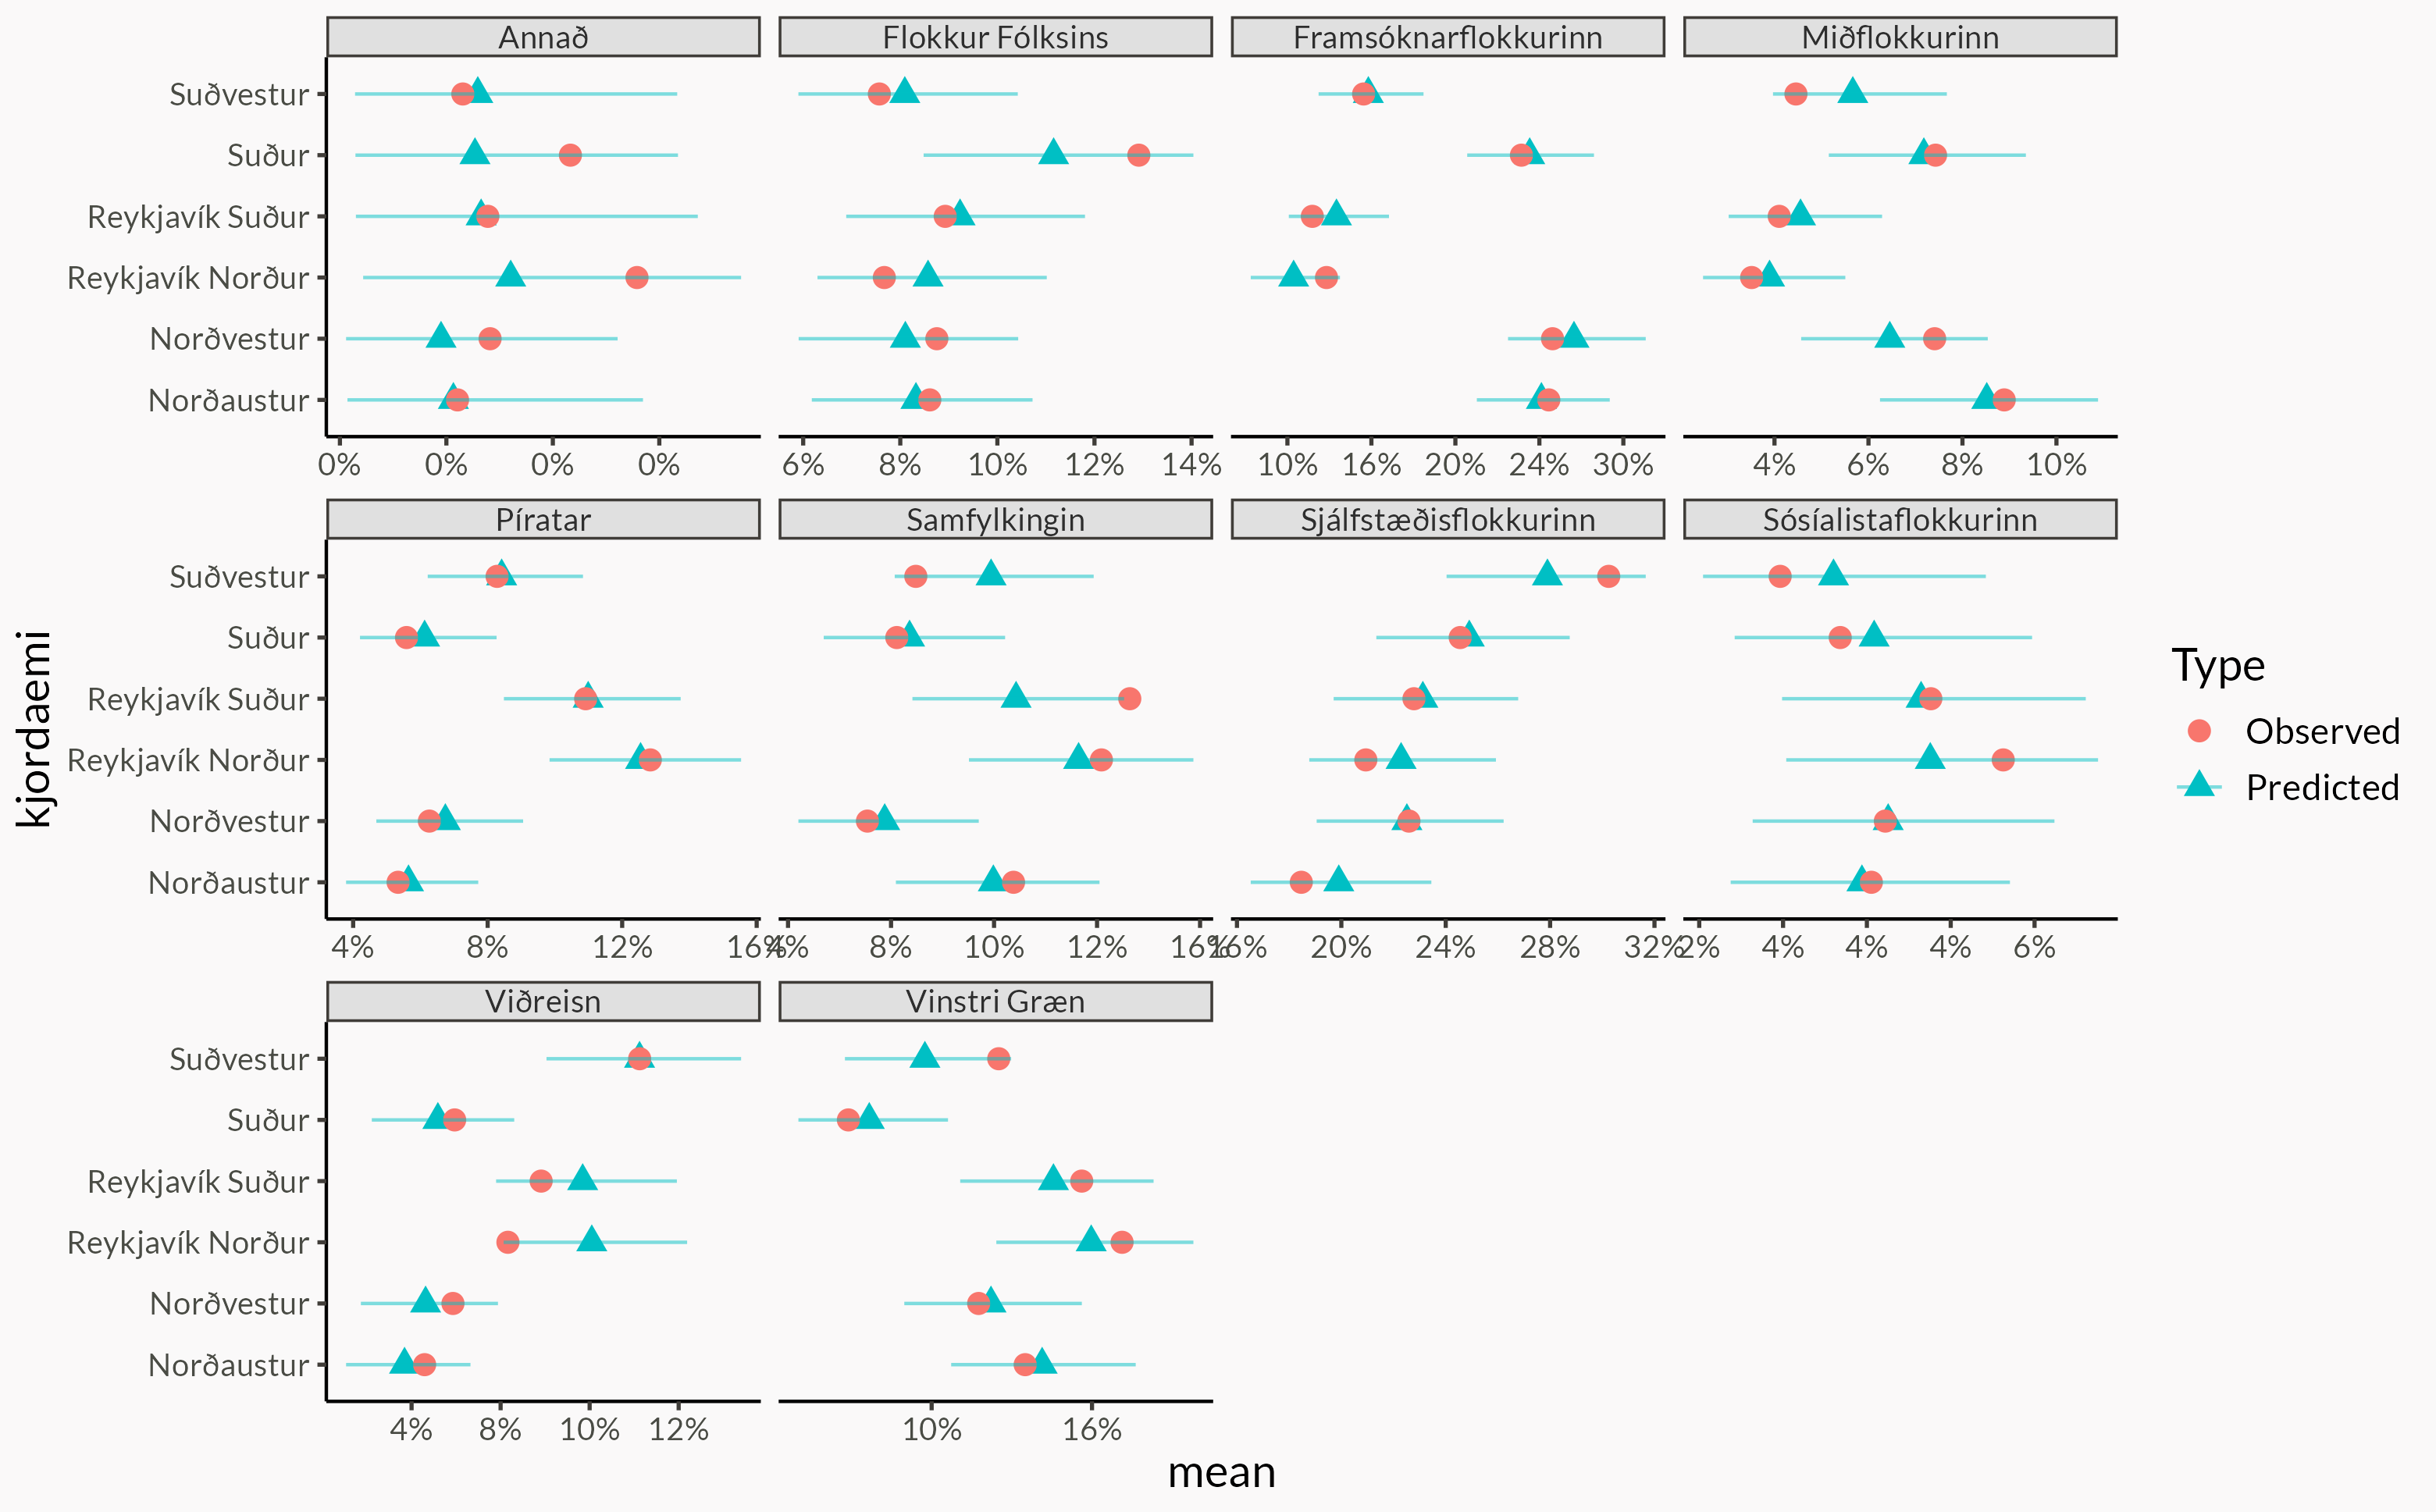 Annað Flokkur Fólksins Framsóknarflokkurinn Miðflokkurinn
Suðvestur
Suður
Reykjavík Suður
Reykjavík Norður
Norðvestur
Norðaustur
0% 0% 0% 0% 6% 8% 10% 12% 14% 10% 16% 20% 24% 30% 4% 6% 8% 10%
Píratar Samfylkingin Sjálfstæðisflokkurinn Sósíalistaflokkurinn
Suðvestur
Suður
Reykjavík Suður
Reykjavík Norður
Norðvestur
Norðaustur
4% 8% 12% 16% 4% 8% 10% 12% 16% 16% 20% 24% 28% 32% 2% 4% 4% 4% 6%
Viðreisn Vinstri Græn
Suðvestur
Suður
Reykjavík Suður
Reykjavík Norður
Norðvestur
Norðaustur
4% 8% 10% 12% 10% 16%
mean
kjordaemi
Type
Observed
Predicted